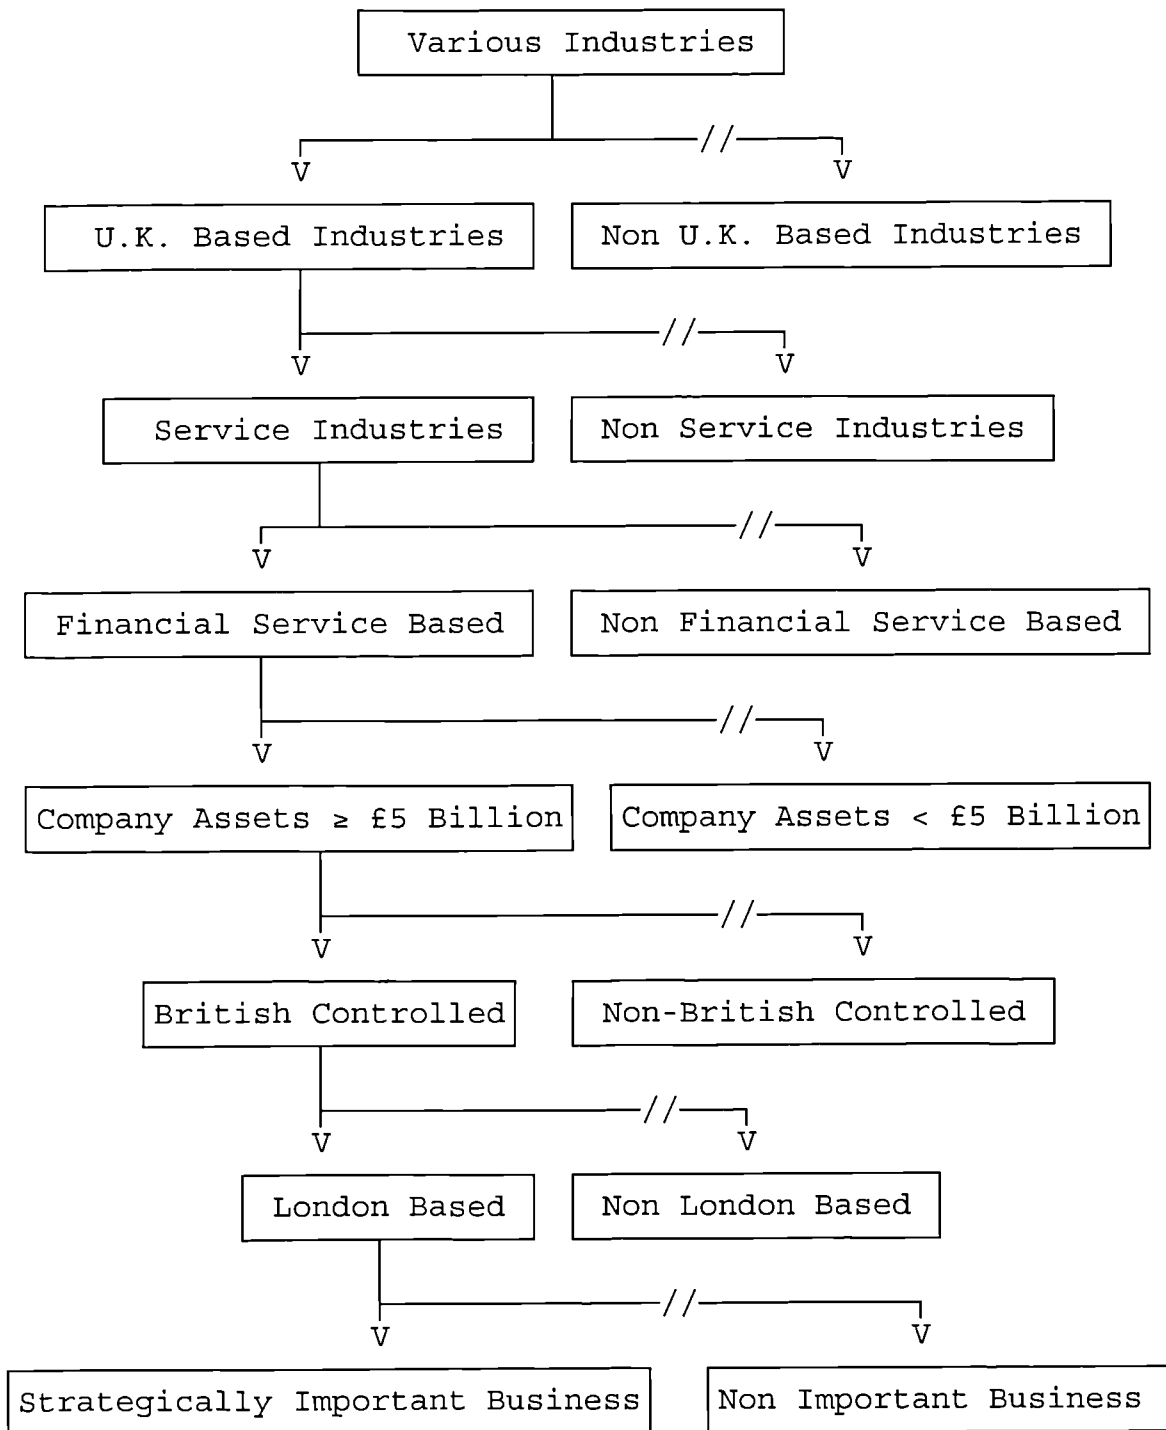 Various Industries
//
V V
U.K. Based Industries Non U.K. Based Industries
//
V V
Service Industries Non Service Industries
//
V V
Financial Service Based Non Financial Service Based
//
V V
Company Assets ≥ £5 Billion Company Assets < £5 Billion
//
V V
British Controlled Non-British Controlled
//
V V
London Based Non London Based
//
V V
Strategically Important Business Non Important Business